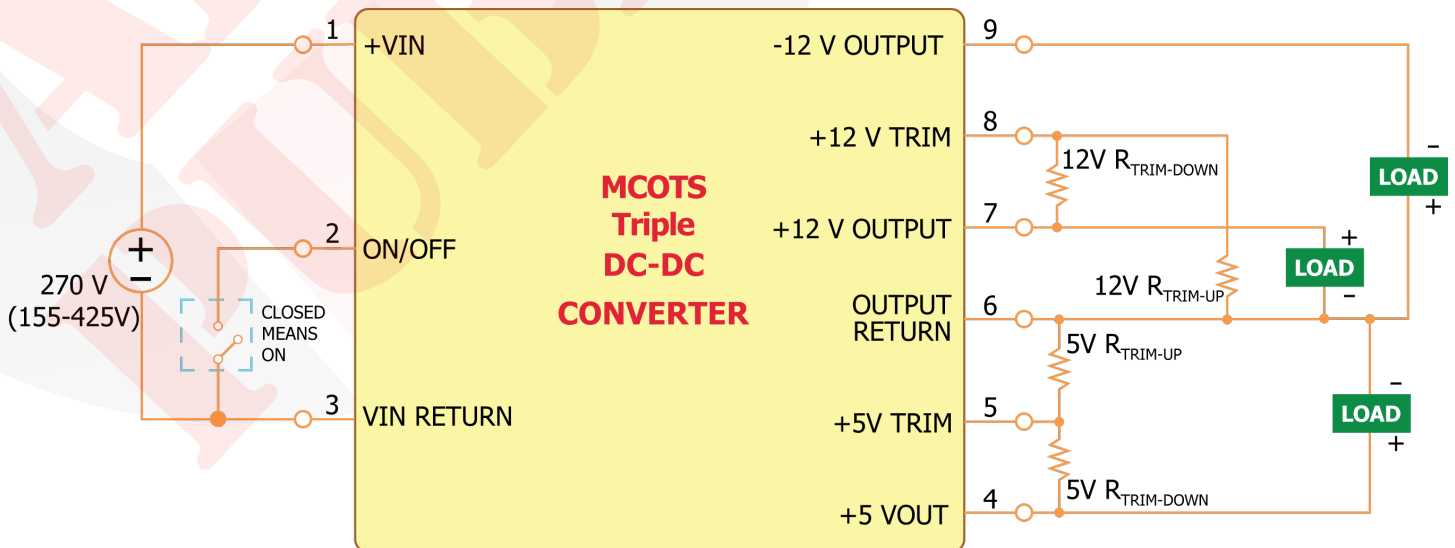 1
+VIN
2
ON/OFF
3
VIN RETURN
+
−
270 V
(155-425V)
CLOSED
MEANS
ON
MCOTS
Triple
DC-DC
CONVERTER
-12 V OUTPUT
9
+12 V TRIM
8
+12 V OUTPUT
7
OUTPUT
RETURN
6
+5V TRIM
5
+5 VOUT
4
12V RTRIM-DOWN
12V RTRIM-UP
5V RTRIM-UP
5V RTRIM-DOWN
−
LOAD
+
+
LOAD
−
−
LOAD
+